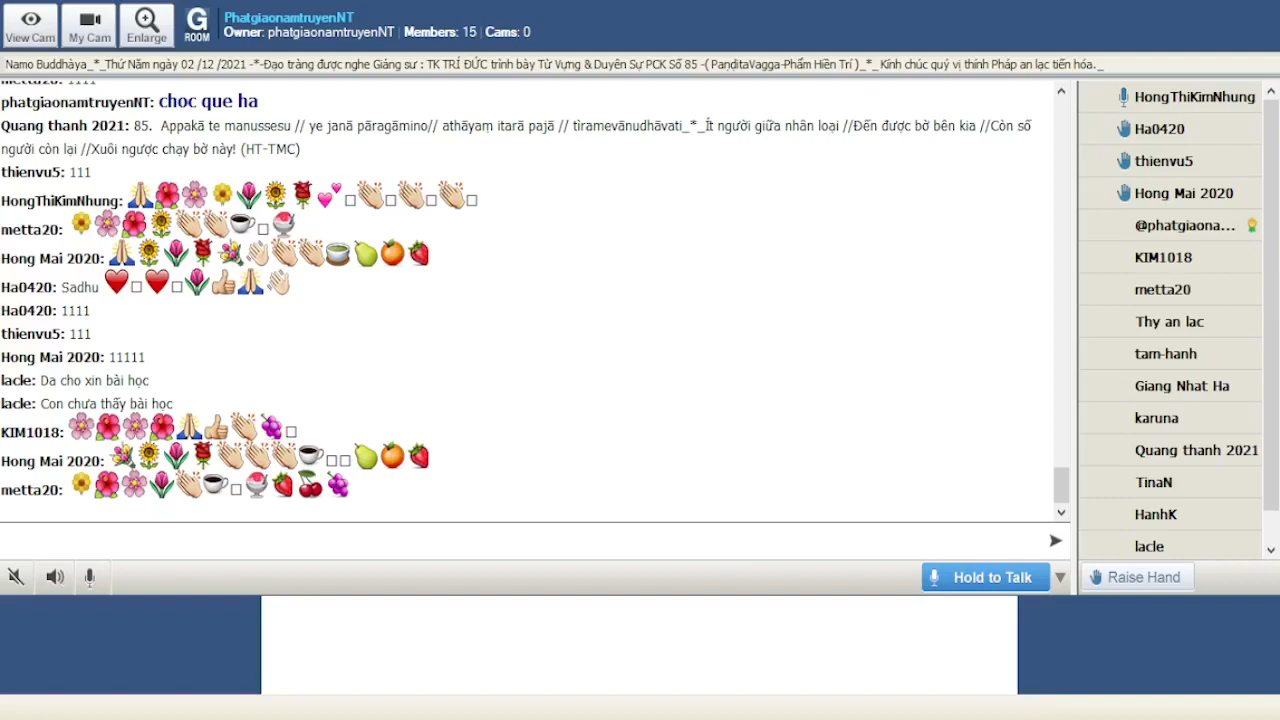 View Cam
My Cam
Enlarge
G
ROOM
PhatgiaonamtruyenNT
Owner: phatgiaonamtruyenNT | Members: 15 | Cams: 0
Namo Buddhàya_*_Thứ Năm ngày 02 /12 /2021 -*-Đạo tràng được nghe Giảng sư : TK TRÍ ĐỨC trình bày Từ Vựng & Duyên Sự PCK Số 85 -( PaṇḍitaVagga-Phẩm Hiền Trí )_*_ Kính chúc quý vị thính Pháp an lạc tiến hóa._
metta20: 1111
phatgiaonamtruyenNT: choc que ha
Quang thanh 2021: 85. Appakā te manussesu // ye janā pāragāmino// athāyaṃ itarā pajā // tīramevānudhāvati_*_Ít người giữa nhân loại //Đến được bờ bên kia //Còn số
người còn lại //Xuôi ngược chạy bờ này! (HT-TMC)
thienvu5: 111
HongThiKimNhung:
metta20:
Hong Mai 2020:
Ha0420: Sadhu
Ha0420: 1111
thienvu5: 111
Hong Mai 2020: 11111
lacle: Da cho xin bài học
lacle: Con chưa thấy bài học
KIM1018:
Hong Mai 2020:
metta20:
Hold to Talk
HongThiKimNhung
Ha0420
thienvu5
Hong Mai 2020
@phatgiaona...
KIM1018
metta20
Thy an lac
tam-hanh
Giang Nhat Ha
karuna
Quang thanh 2021
TinaN
HanhK
lacle
Raise Hand